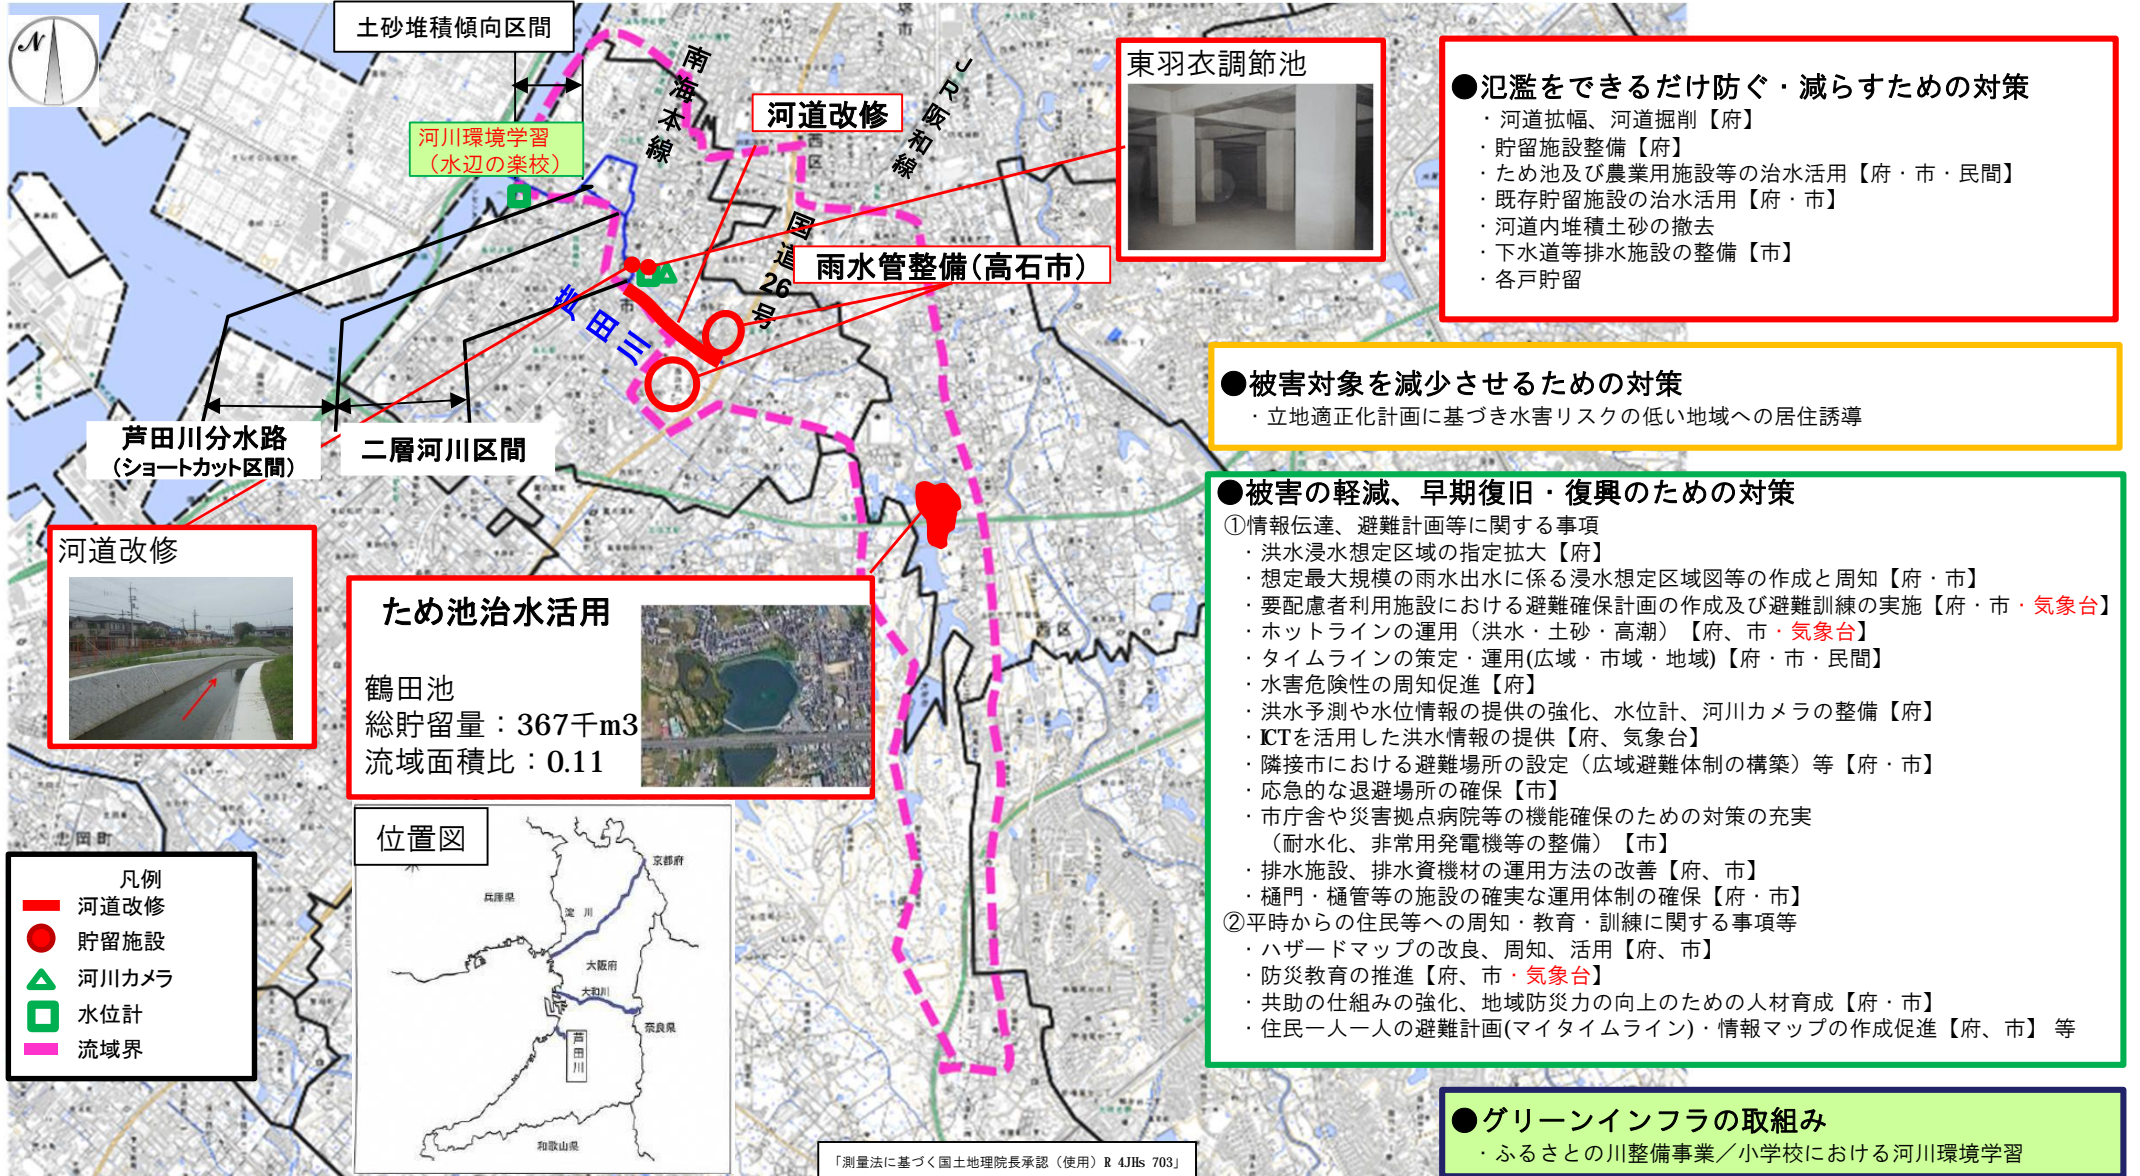 N
土砂堆積傾向区間
河川環境学習
（水辺の楽校）
南海本線
河道改修
JR阪和線
国道26号
雨水管整備（高石市）
芦田川
芦田川分水路
（ショートカット区間）
二層河川区間
東羽衣調節池
河道改修
ため池治水活用
鶴田池
総貯留量：367千m3
流域面積比：0.11
西区
西区
忠岡町
凡例
河道改修
貯留施設
河川カメラ
水位計
流域界
位置図
京都府
兵庫県
淀川
大阪府
大和川
奈良県
芦田川
和歌山県
「測量法に基づく国土地理院長承認（使用）R 4JHs 703」
●氾濫をできるだけ防ぐ・減らすための対策
・河道拡幅、河道掘削【府】
・貯留施設整備【府】
・ため池及び農業用施設等の治水活用【府・市・民間】
・既存貯留施設の治水活用【府・市】
・河道内堆積土砂の撤去
・下水道等排水施設の整備【市】
・各戸貯留
●被害対象を減少させるための対策
・立地適正化計画に基づき水害リスクの低い地域への居住誘導
●被害の軽減、早期復旧・復興のための対策
①情報伝達、避難計画等に関する事項
・洪水浸水想定区域の指定拡大【府】
・想定最大規模の雨水出水に係る浸水想定区域図等の作成と周知【府・市】
・要配慮者利用施設における避難確保計画の作成及び避難訓練の実施【府・市・気象台】
・ホットラインの運用（洪水・土砂・高潮）【府、市・気象台】
・タイムラインの策定・運用(広域・市域・地域)【府・市・民間】
・水害危険性の周知促進【府】
・洪水予測や水位情報の提供の強化、水位計、河川カメラの整備【府】
・ICTを活用した洪水情報の提供【府、気象台】
・隣接市における避難場所の設定（広域避難体制の構築）等【府・市】
・応急的な退避場所の確保【市】
・市庁舎や災害拠点病院等の機能確保のための対策の充実
（耐水化、非常用発電機等の整備）【市】
・排水施設、排水資機材の運用方法の改善【府、市】
・樋門・樋管等の施設の確実な運用体制の確保【府・市】
②平時からの住民等への周知・教育・訓練に関する事項等
・ハザードマップの改良、周知、活用【府、市】
・防災教育の推進【府、市・気象台】
・共助の仕組みの強化、地域防災力の向上のための人材育成【府・市】
・住民一人一人の避難計画(マイタイムライン)・情報マップの作成促進【府、市】 等
●グリーンインフラの取組み
・ふるさとの川整備事業／小学校における河川環境学習